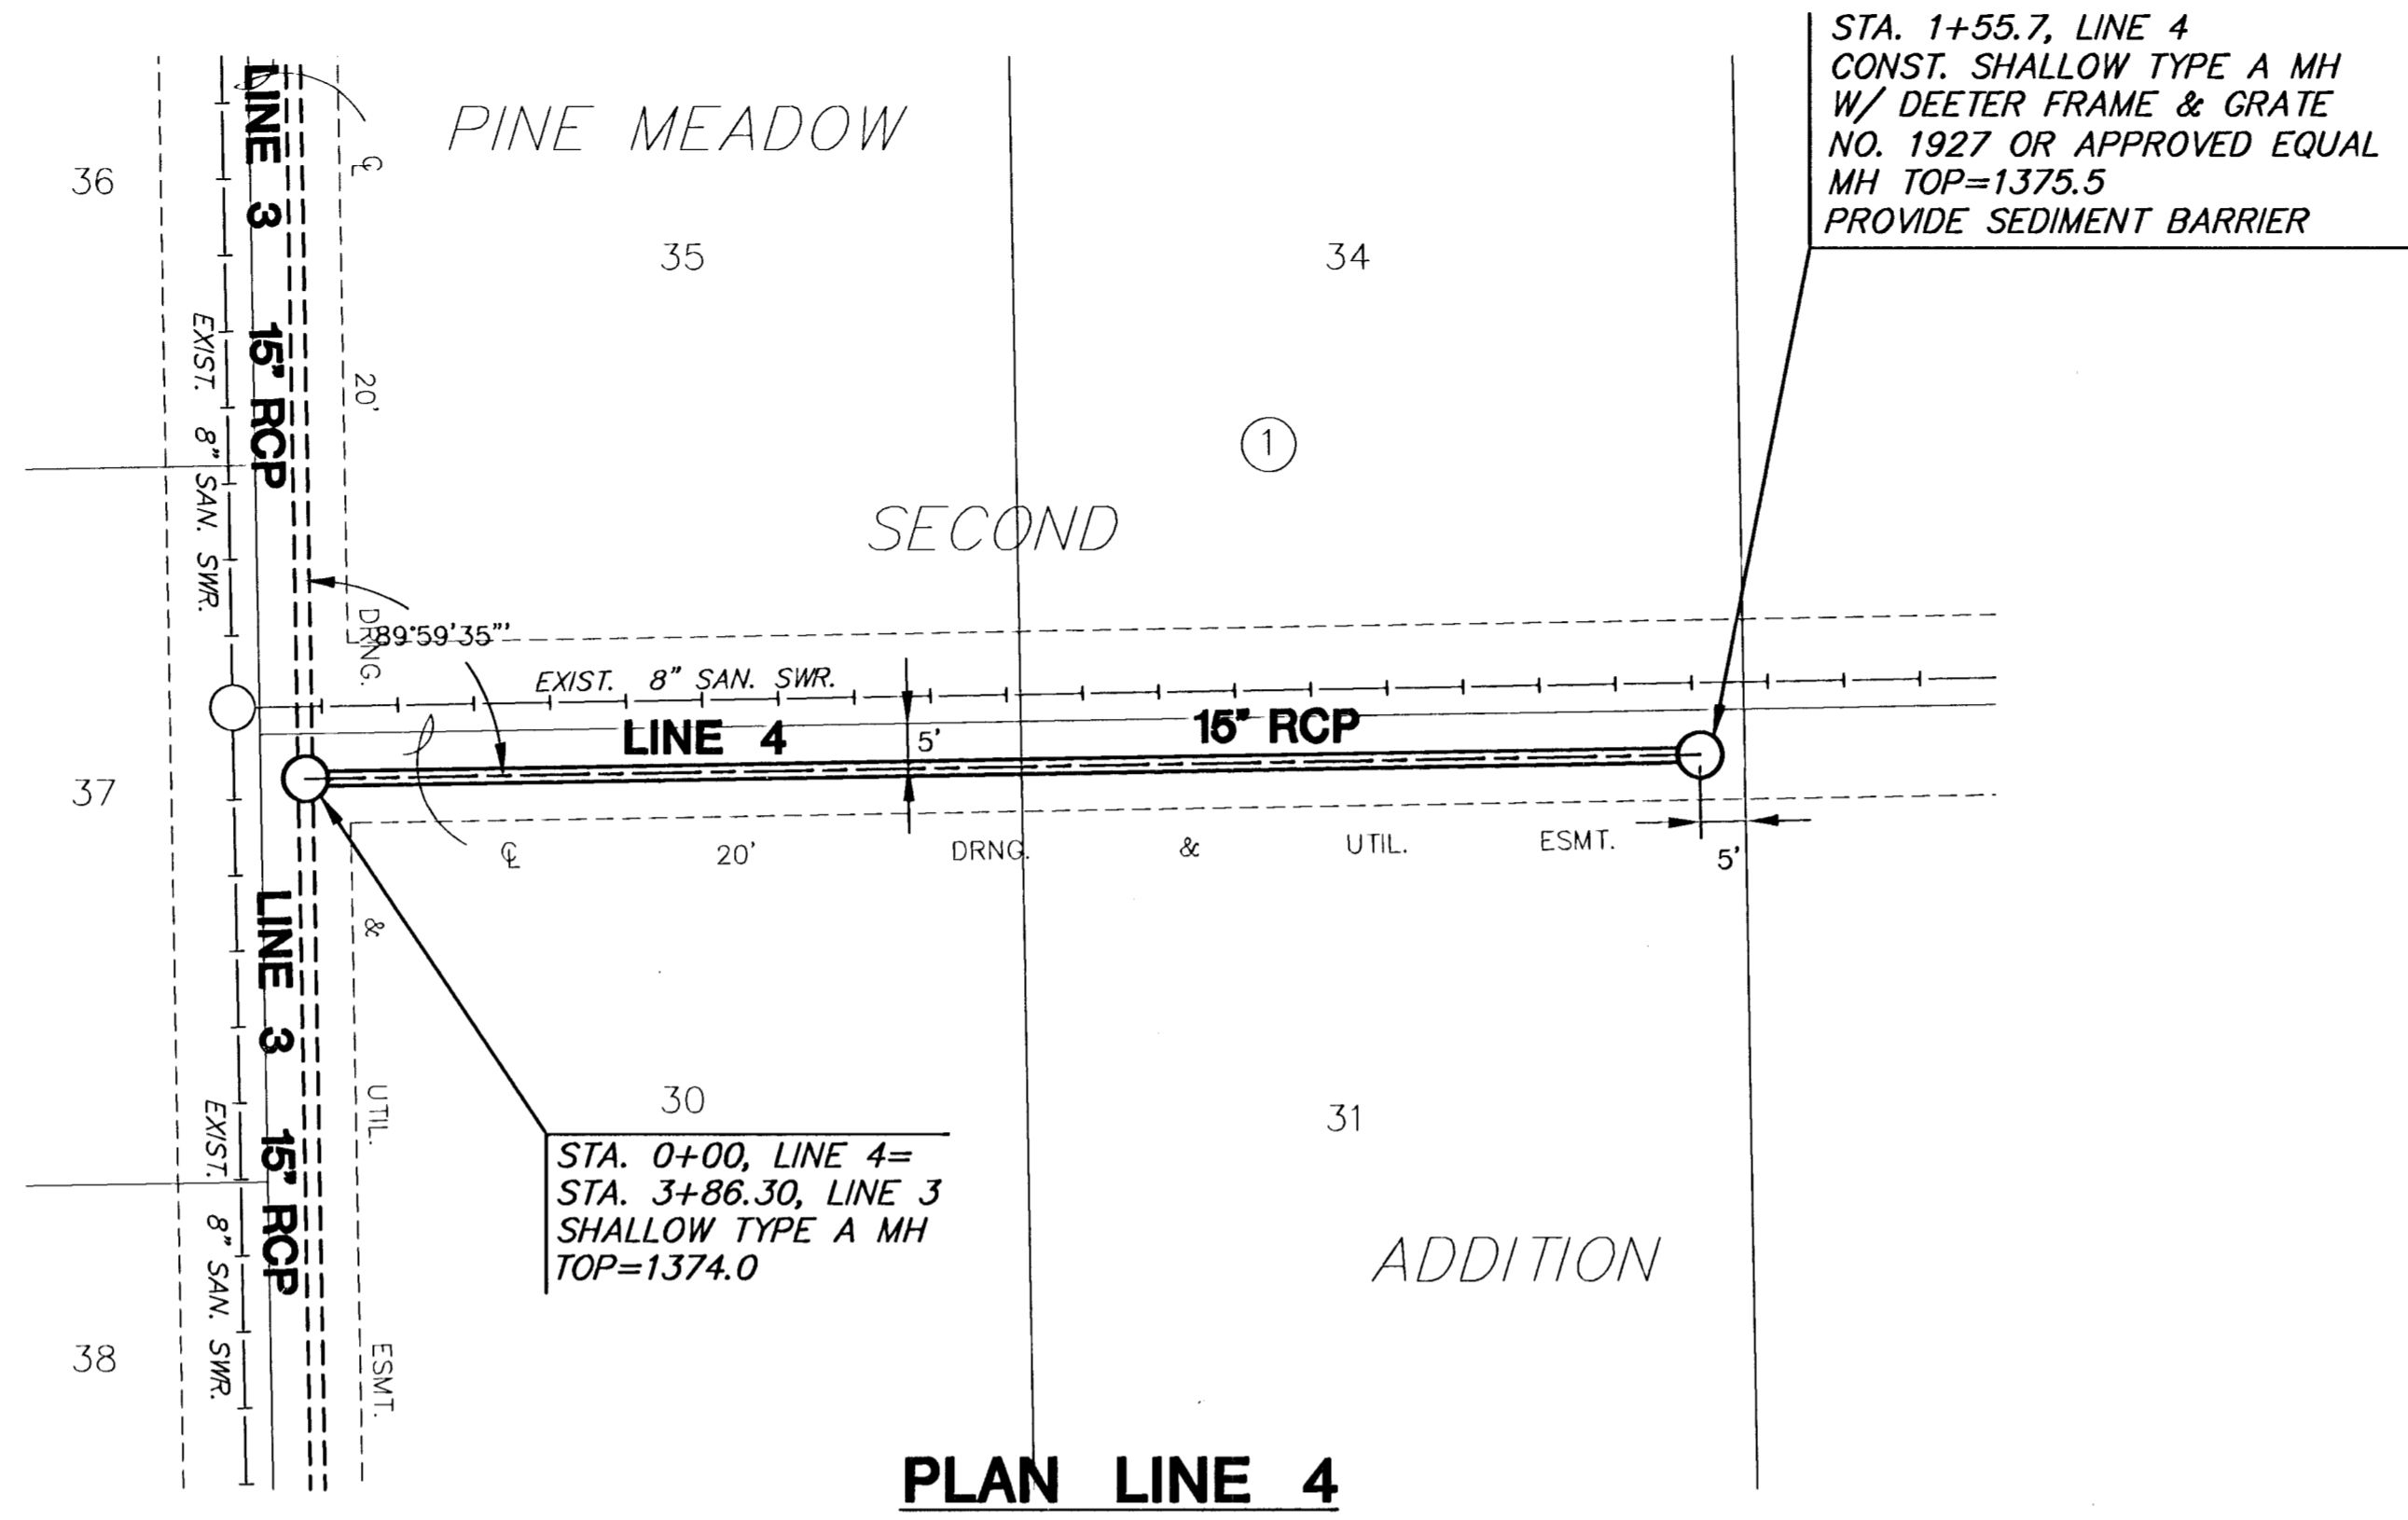 STA. 1+55.7, LINE 4
CONST. SHALLOW TYPE A MH
W/ DEETER FRAME & GRATE
NO. 1927 OR APPROVED EQUAL
MH TOP=1375.5
PROVIDE SEDIMENT BARRIER
PINE MEADOW
SECOND
ADDITION
36
35
34
1
37
30
31
38
LINE 3 15" RCP
EXIST. 8" SAN. SWR.
℄ 20' DRNG. & UTIL. ESMT.
89°59'35"'
EXIST. 8" SAN. SWR.
LINE 4 15" RCP
5'
℄ 20' DRNG. & UTIL. ESMT.
5'
LINE 3 15" RCP
EXIST. 8" SAN. SWR.
STA. 0+00, LINE 4=
STA. 3+86.30, LINE 3
SHALLOW TYPE A MH
TOP=1374.0
PLAN LINE 4